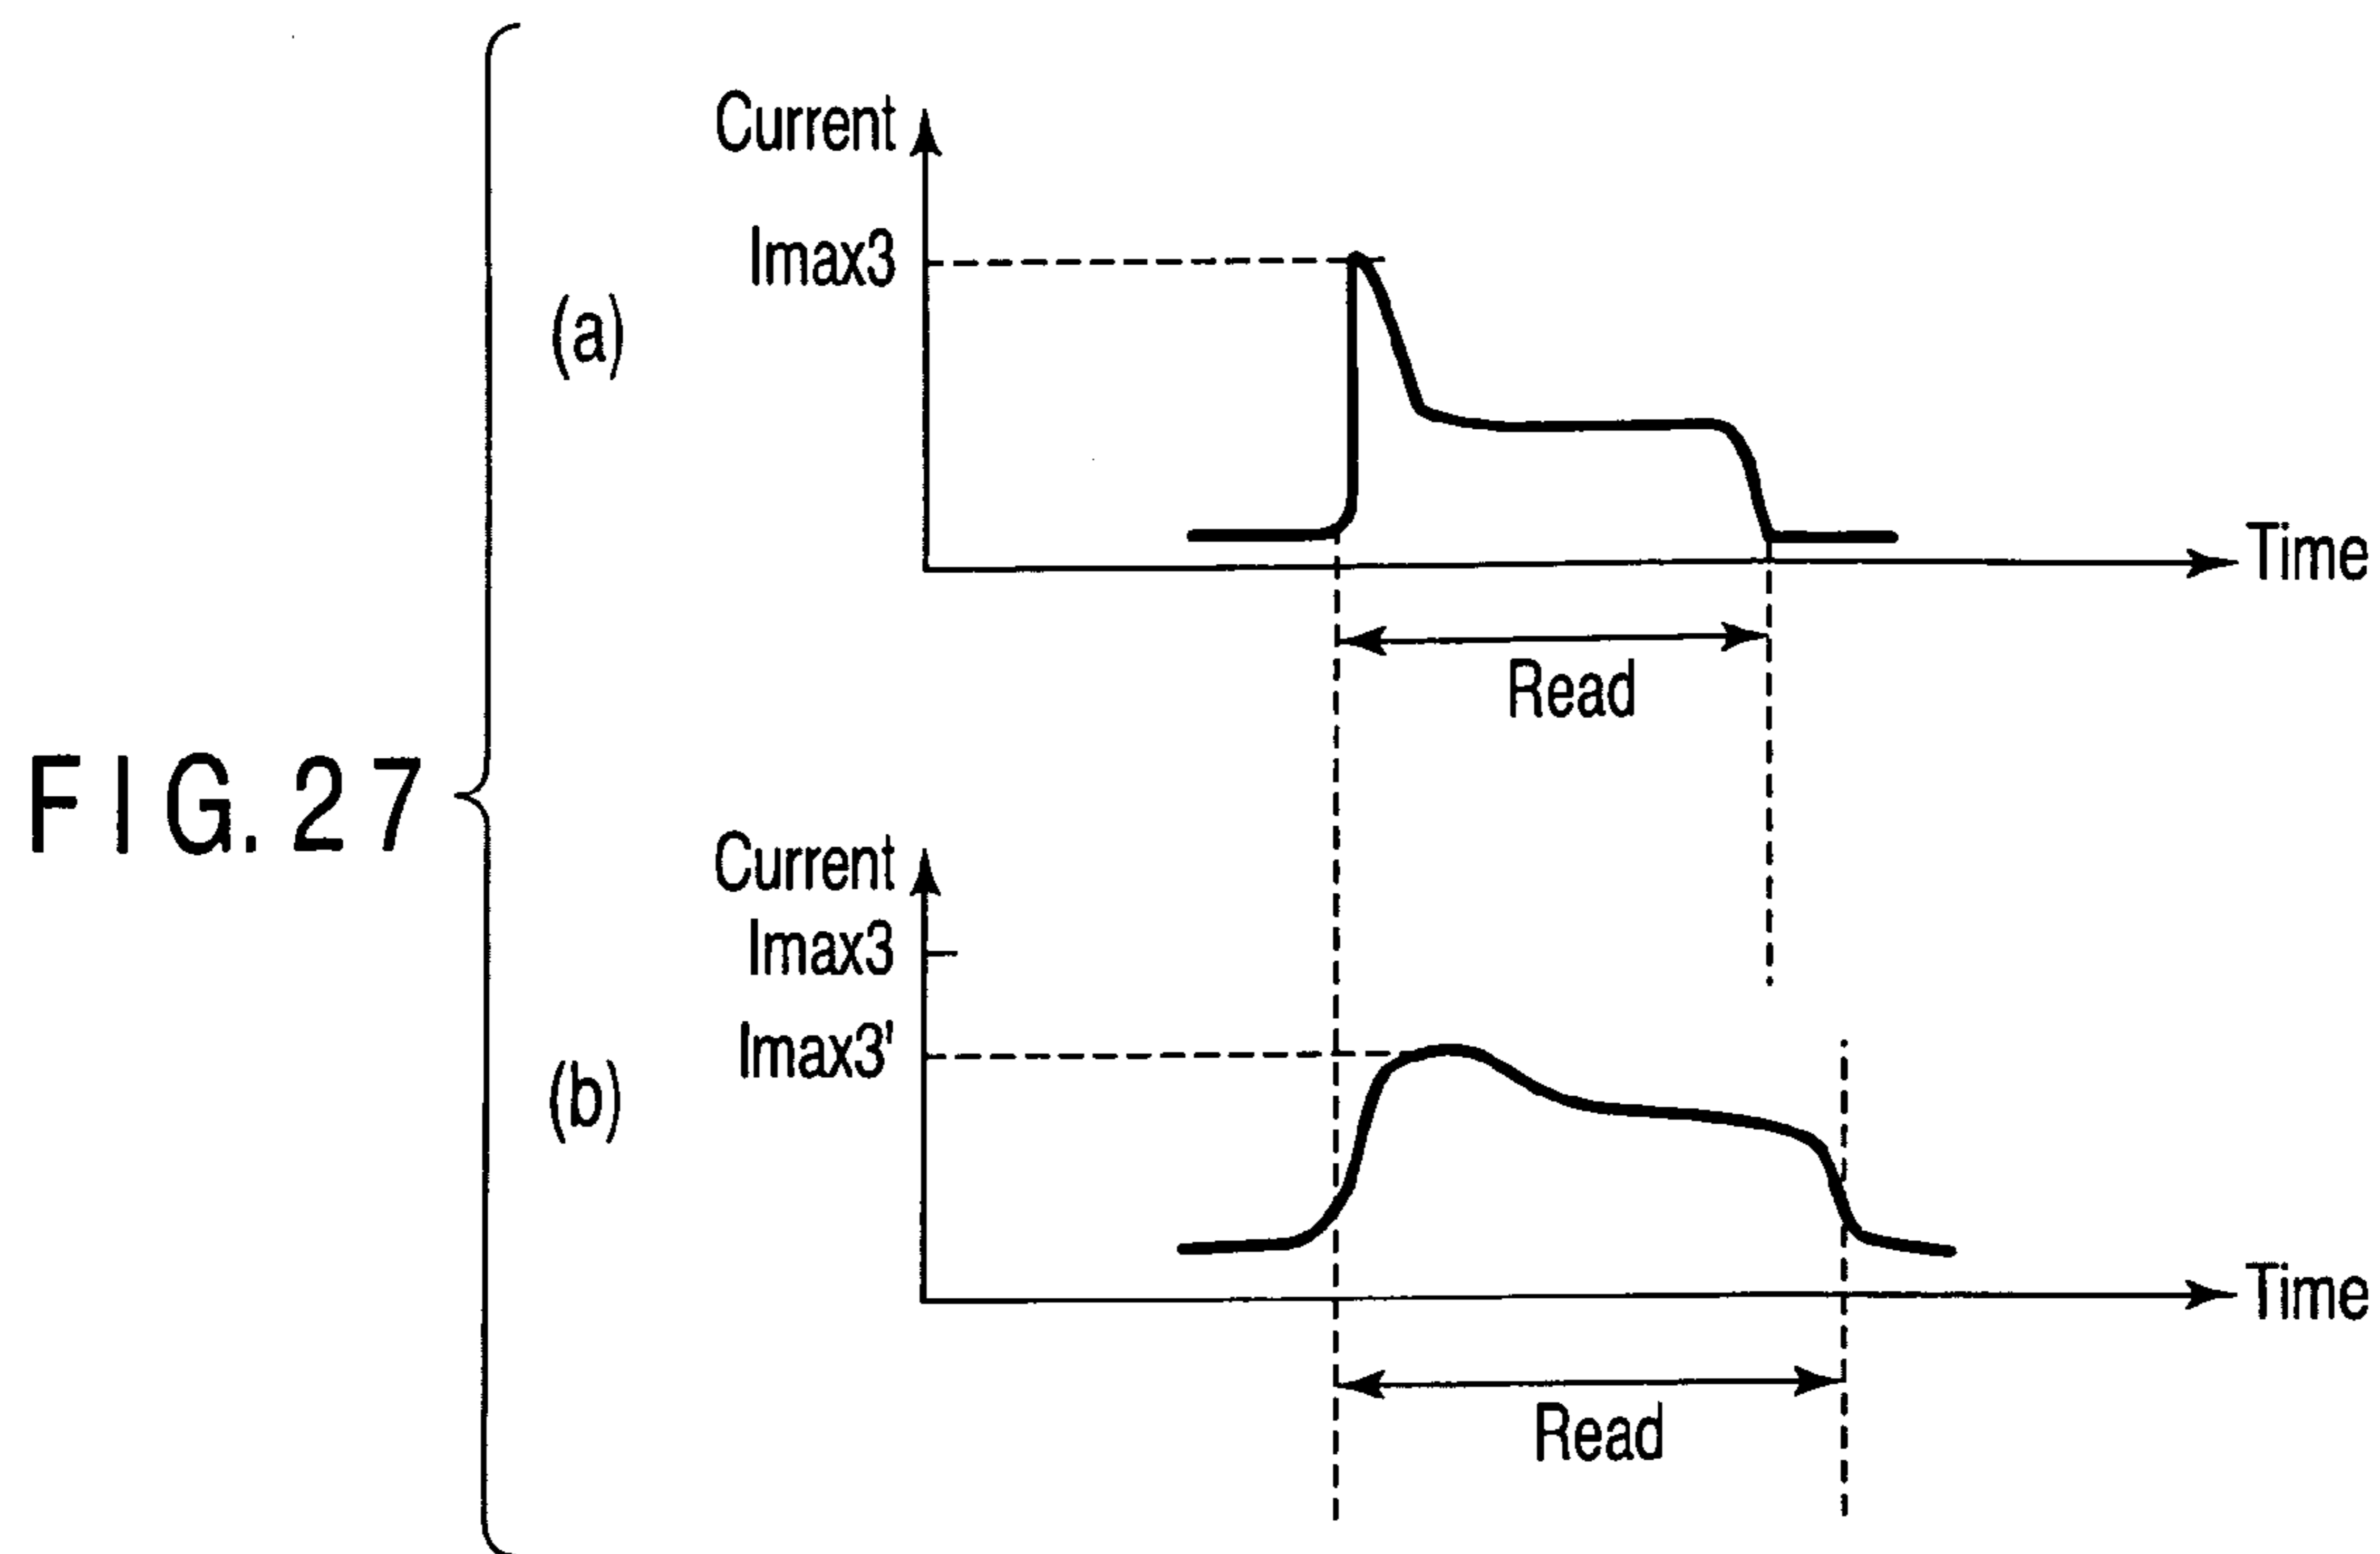 FIG. 27
(a)
Current
Imax3
Time
Read
(b)
Current
Imax3
Imax3'
Time
Read